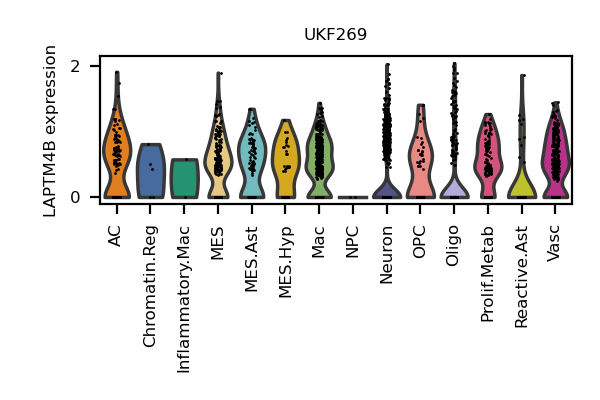 UKF269
LAPTM4B expression
2
0
AC
Chromatin.Reg
Inflammatory.Mac
MES
MES.Ast
MES.Hyp
Mac
NPC
Neuron
OPC
Oligo
Prolif.Metab
Reactive.Ast
Vasc